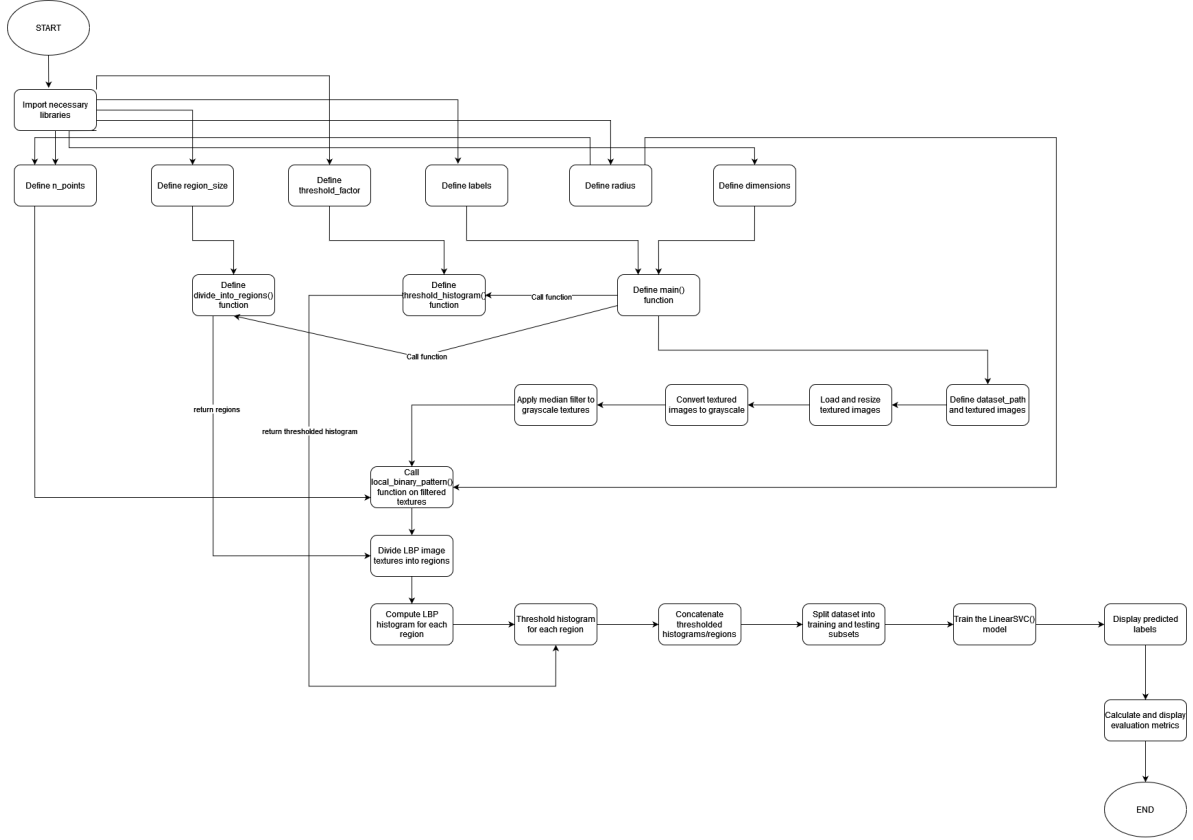 START
Import necessary
libraries
Define n_points
Define region_size
Define
threshold_factor
Define labels
Define radius
Define dimensions
Define
divide_into_regions()
function
Define
threshold_histogram()
function
Call function
Define main()
function
Call function
return regions
return thresholded histogram
Apply median filter to
grayscale textures
Convert textured
images to grayscale
Load and resize
textured images
Define dataset_path
and textured images
Call
local_binary_pattern()
function on filtered
textures
Divide LBP image
textures into regions
Compute LBP
histogram for each
region
Threshold histogram
for each region
Concatenate
thresholded
histograms/regions
Split dataset into
training and testing
subsets
Train the LinearSVC()
model
Display predicted
labels
Calculate and display
evaluation metrics
END